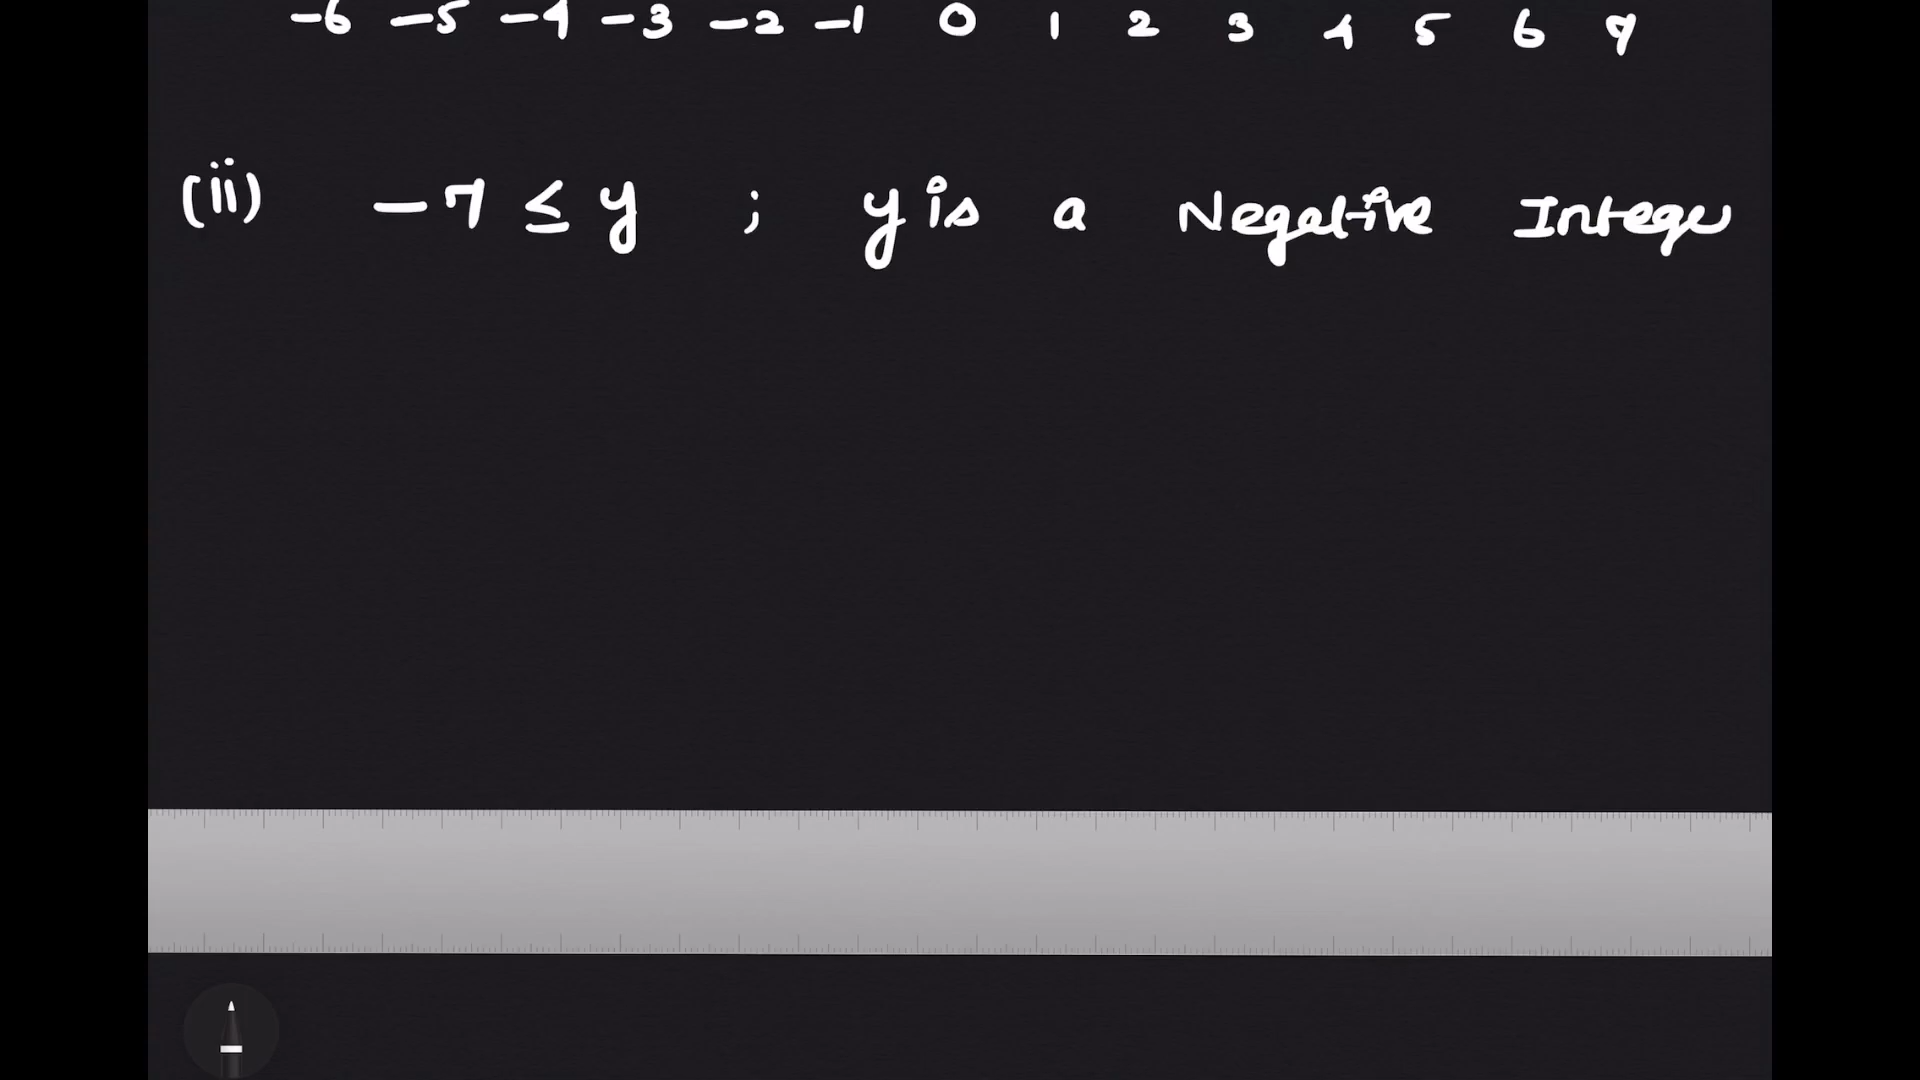 -6 -5 -4 -3 -2 -1 0 1 2 3 4 5 6 7
(ii) -7 ≤ y ; y is a Negative Integer